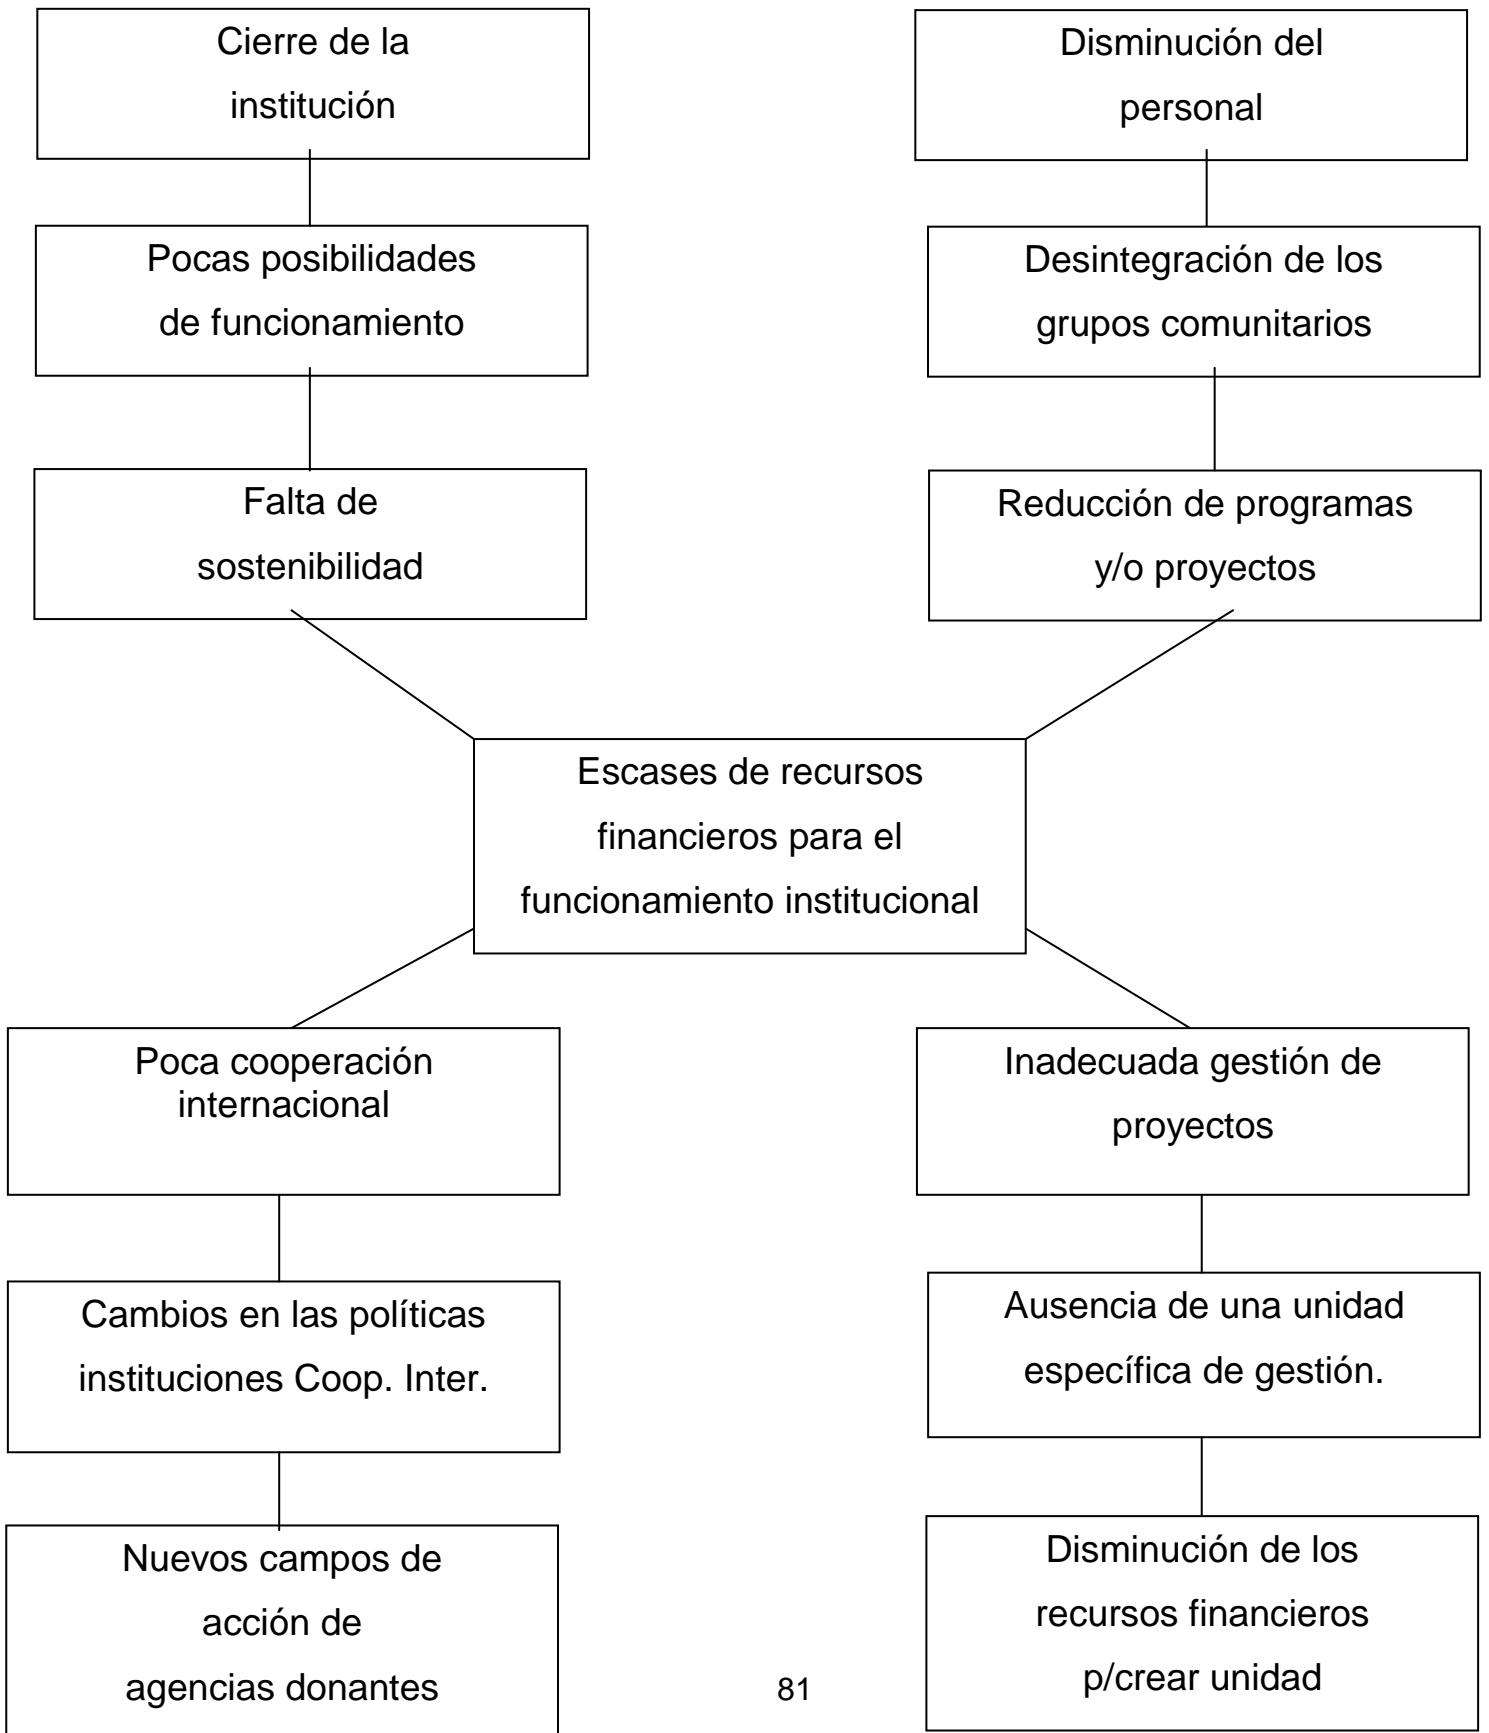 Cierre de la
institución
Disminución del
personal
Pocas posibilidades
de funcionamiento
Desintegración de los
grupos comunitarios
Falta de
sostenibilidad
Reducción de programas
y/o proyectos
Escases de recursos
financieros para el
funcionamiento institucional
Poca cooperación
internacional
Inadecuada gestión de
proyectos
Cambios en las políticas
instituciones Coop. Inter.
Ausencia de una unidad
específica de gestión.
Nuevos campos de
acción de
agencias donantes
Disminución de los
recursos financieros
p/crear unidad
81